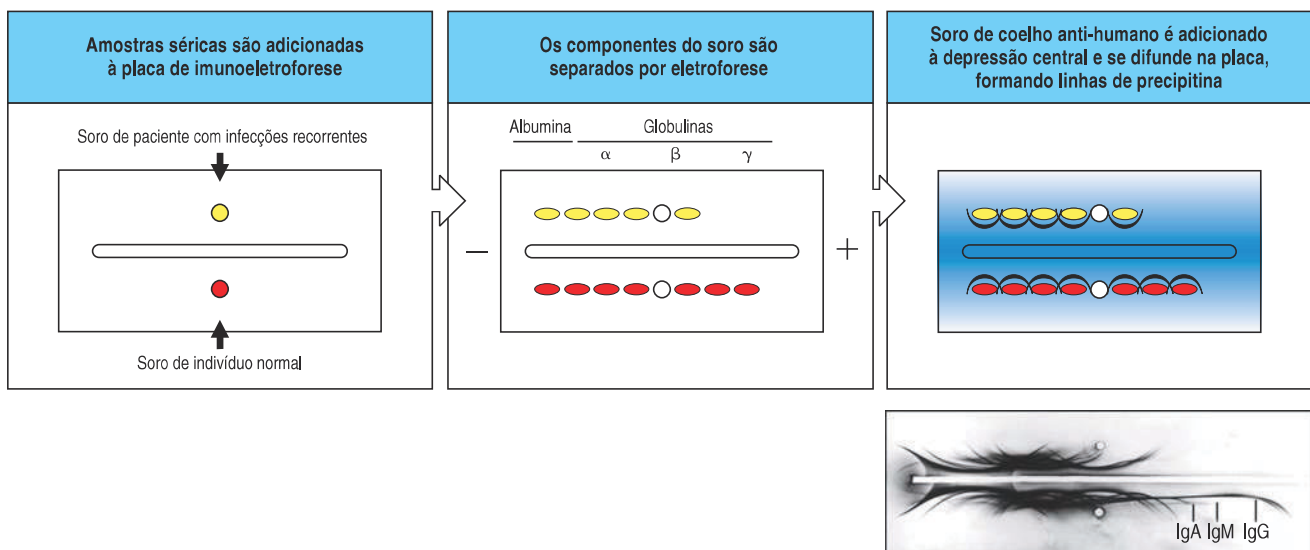 Amostras séricas são adicionadas
à placa de imunoeletroforese
Soro de paciente com infecções recorrentes
Soro de indivíduo normal
Os componentes do soro são
separados por eletroforese
Albumina Globulinas
α β γ
− +
Soro de coelho anti-humano é adicionado
à depressão central e se difunde na placa,
formando linhas de precipitina
IgA IgM IgG